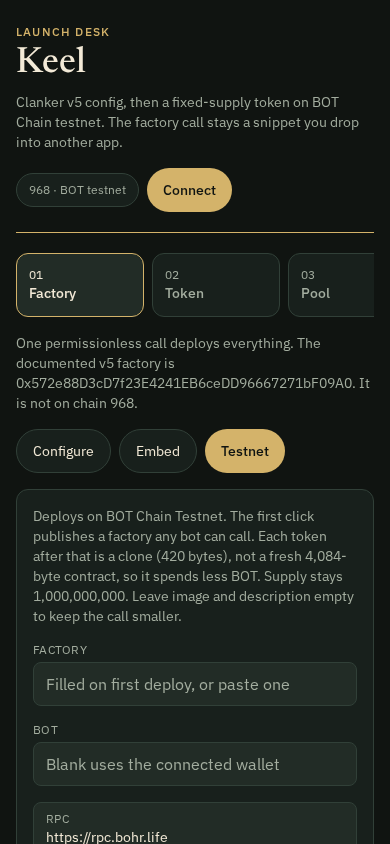 LAUNCH DESK
Keel
Clanker v5 config, then a fixed-supply token on BOT
Chain testnet. The factory call stays a snippet you drop
into another app.
968 · BOT testnet
Connect
01
Factory
02
Token
03
Pool
One permissionless call deploys everything. The
documented v5 factory is
0x572e88D3cD7f23E4241EB6ceDD96667271bF09A0. It
is not on chain 968.
Configure
Embed
Testnet
Deploys on BOT Chain Testnet. The first click
publishes a factory any bot can call. Each token
after that is a clone (420 bytes), not a fresh 4,084-
byte contract, so it spends less BOT. Supply stays
1,000,000,000. Leave image and description empty
to keep the call smaller.
FACTORY
Filled on first deploy, or paste one
BOT
Blank uses the connected wallet
RPC
https://rpc.bohr.life